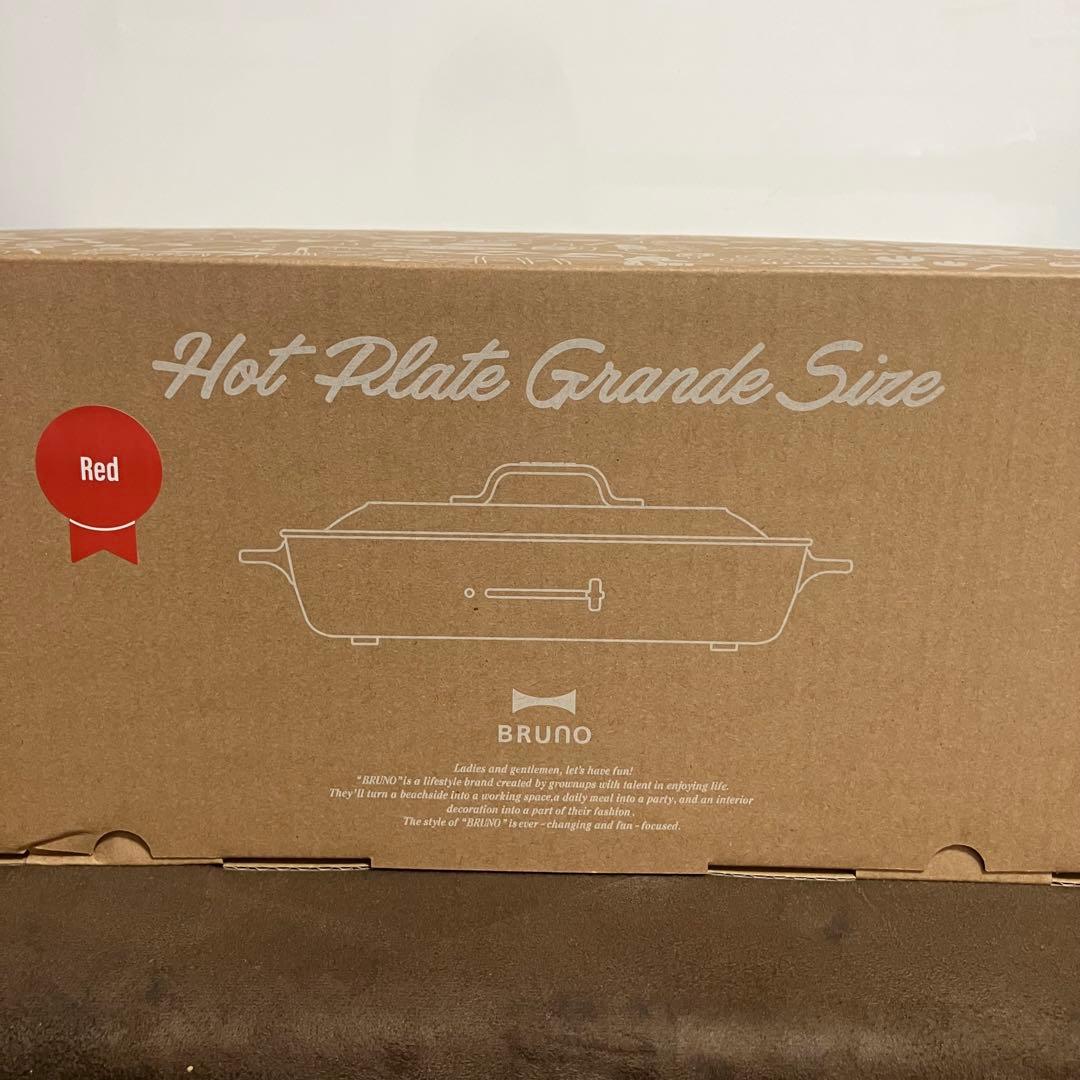 Hot Plate Grande Size
Red
BRUNO
Ladies and gentlemen, let's have fun!
"BRUNO" is a lifestyle brand created by grownups with talent in enjoying life.
They'll turn a beachside into a working space,a daily meal into a party, and an interior
decoration into a part of their fashion.
The style of "BRUNO" is ever-changing and fun-focused.